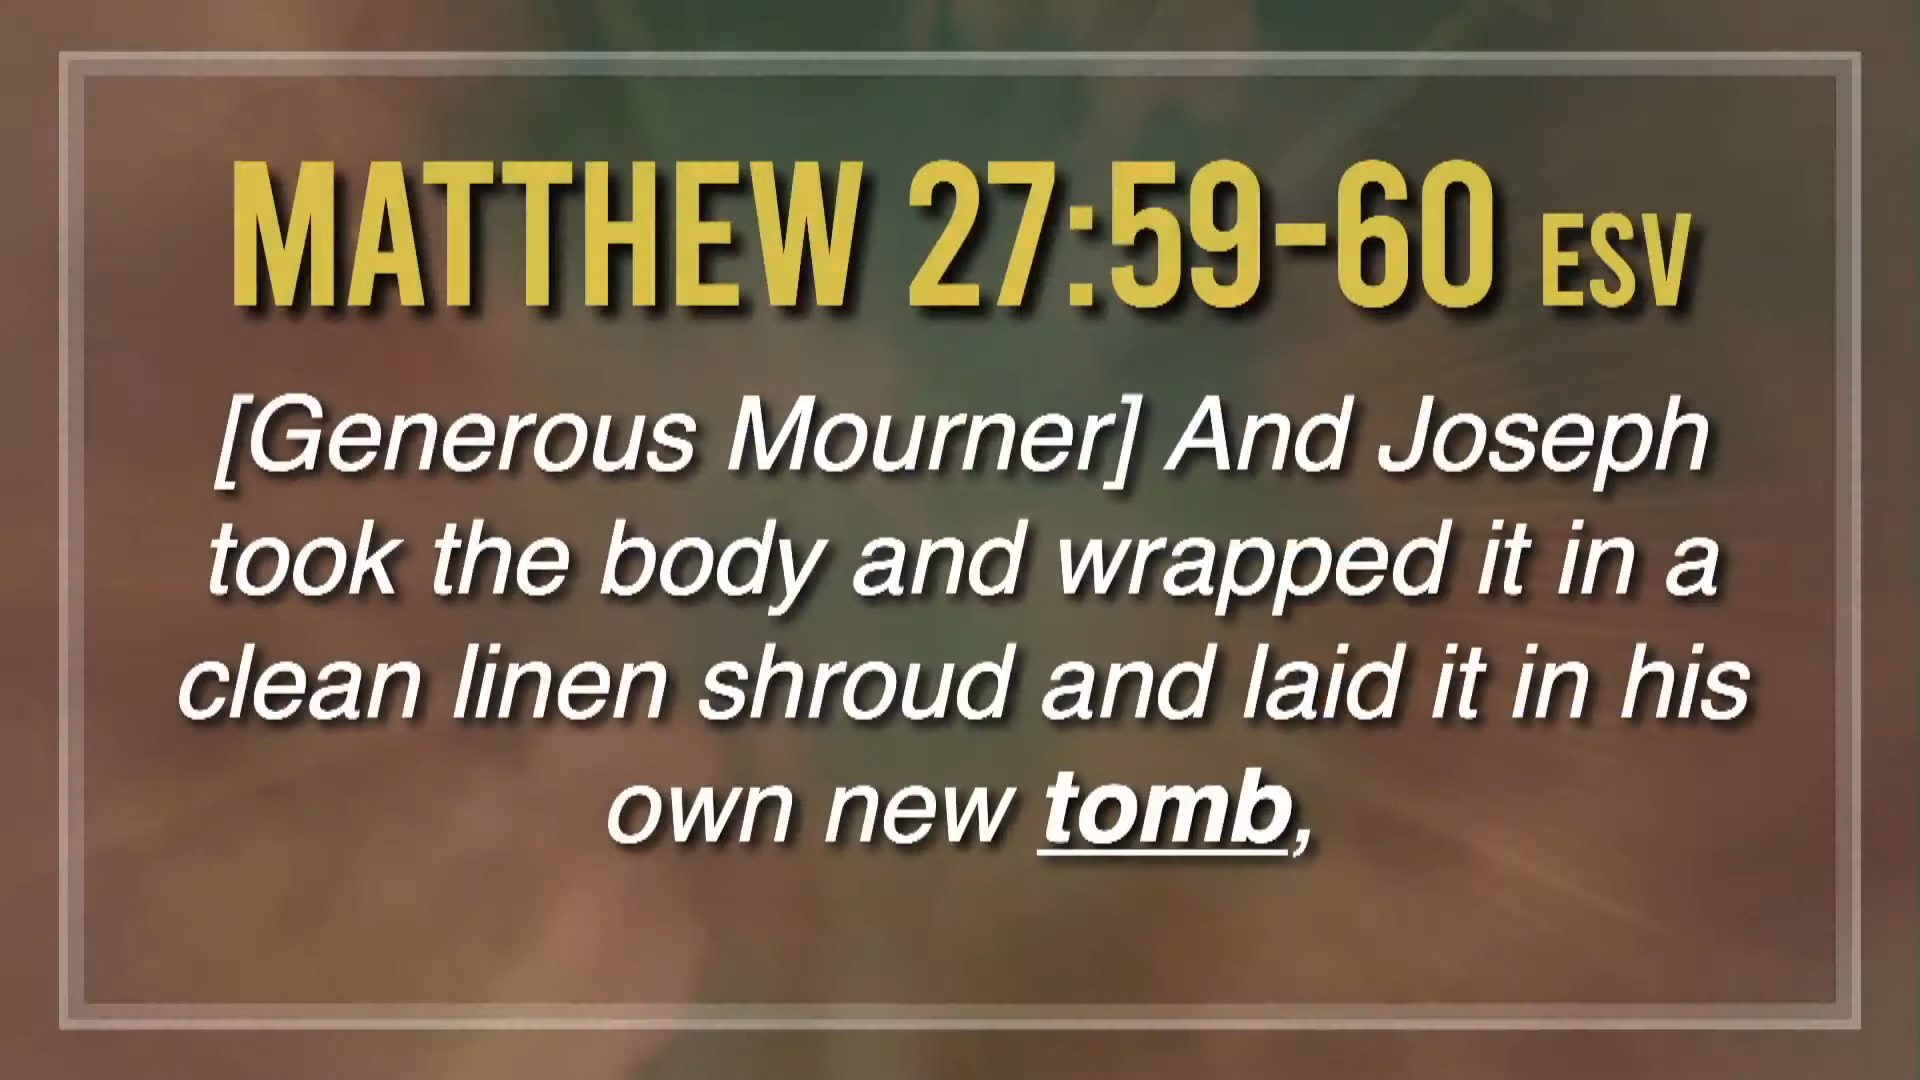 MATTHEW 27:59-60 ESV
[Generous Mourner] And Joseph
took the body and wrapped it in a
clean linen shroud and laid it in his
own new tomb,